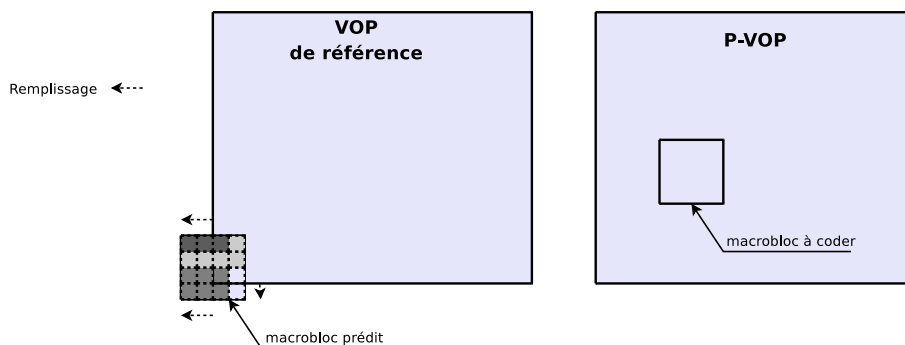 VOP
de référence
P-VOP
Remplissage
macrobloc à coder
macrobloc prédit